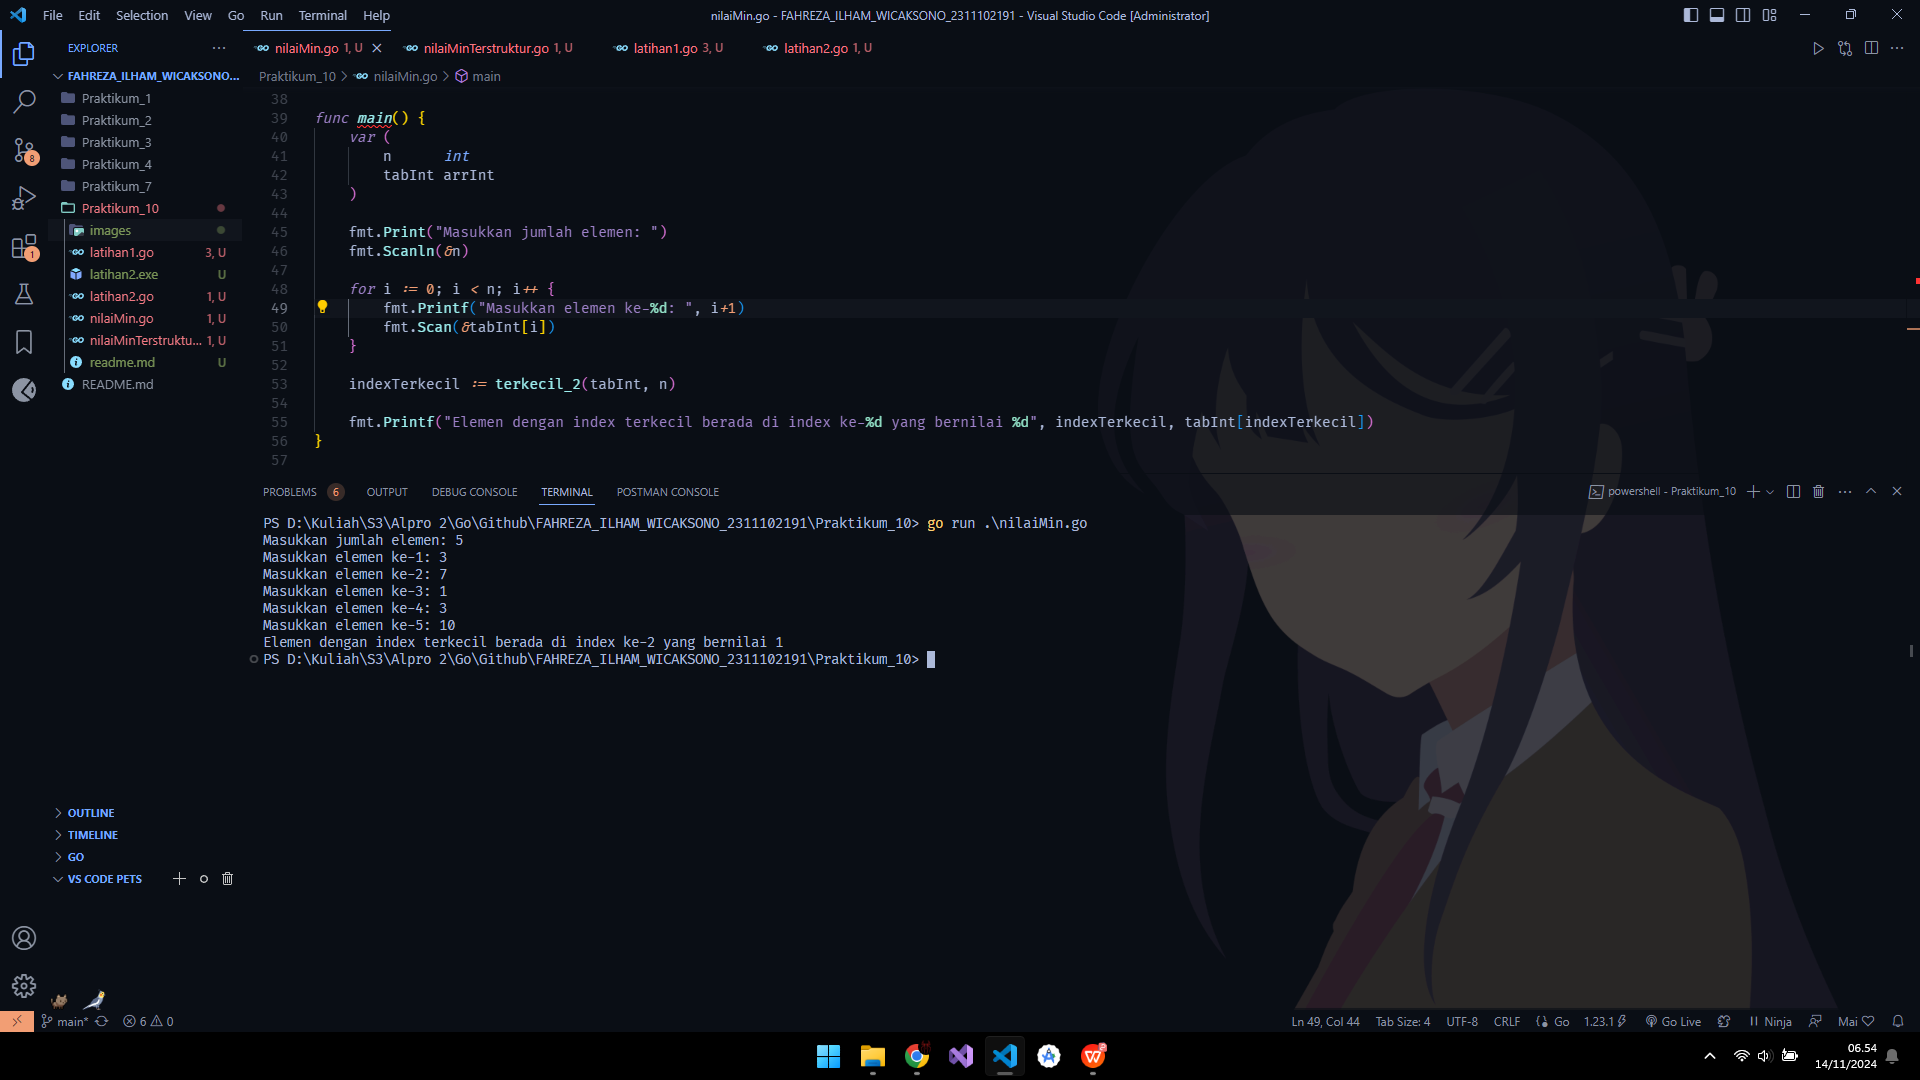 File Edit Selection View Go Run Terminal Help
nilaiMin.go - FAHREZA_ILHAM_WICAKSONO_2311102191 - Visual Studio Code [Administrator]
EXPLORER
FAHREZA_ILHAM_WICAKSONO...
Praktikum_1
Praktikum_2
Praktikum_3
Praktikum_4
Praktikum_7
Praktikum_10
images
latihan1.go 3, U
latihan2.exe U
latihan2.go 1, U
nilaiMin.go 1, U
nilaiMinTerstruktu... 1, U
readme.md U
README.md
8
1
OUTLINE
TIMELINE
GO
VS CODE PETS
nilaiMin.go 1, U
nilaiMinTerstruktur.go 1, U
latihan1.go 3, U
latihan2.go 1, U
Praktikum_10 > nilaiMin.go > main
38
39 func main() {
40 var (
41 n int
42 tabInt arrInt
43 )
44
45 fmt.Print("Masukkan jumlah elemen: ")
46 fmt.Scanln(&n)
47
48 for i := 0; i < n; i++ {
49 fmt.Printf("Masukkan elemen ke-%d: ", i+1)
50 fmt.Scan(&tabInt[i])
51 }
52
53 indexTerkecil := terkecil_2(tabInt, n)
54
55 fmt.Printf("Elemen dengan index terkecil berada di index ke-%d yang bernilai %d", indexTerkecil, tabInt[indexTerkecil])
56 }
57
PROBLEMS 6 OUTPUT DEBUG CONSOLE TERMINAL POSTMAN CONSOLE
powershell - Praktikum_10
PS D:\Kuliah\S3\Alpro 2\Go\Github\FAHREZA_ILHAM_WICAKSONO_2311102191\Praktikum_10> go run .\nilaiMin.go
Masukkan jumlah elemen: 5
Masukkan elemen ke-1: 3
Masukkan elemen ke-2: 7
Masukkan elemen ke-3: 1
Masukkan elemen ke-4: 3
Masukkan elemen ke-5: 10
Elemen dengan index terkecil berada di index ke-2 yang bernilai 1
PS D:\Kuliah\S3\Alpro 2\Go\Github\FAHREZA_ILHAM_WICAKSONO_2311102191\Praktikum_10>
main* 6 0
Ln 49, Col 44 Tab Size: 4 UTF-8 CRLF Go 1.23.1 Go Live Ninja Mai
06.54
14/11/2024